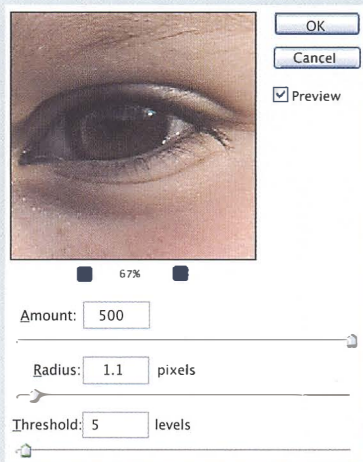 OK
Cancel
Preview
67%
Amount: 500
Radius: 1.1 pixels
Threshold: 5 levels